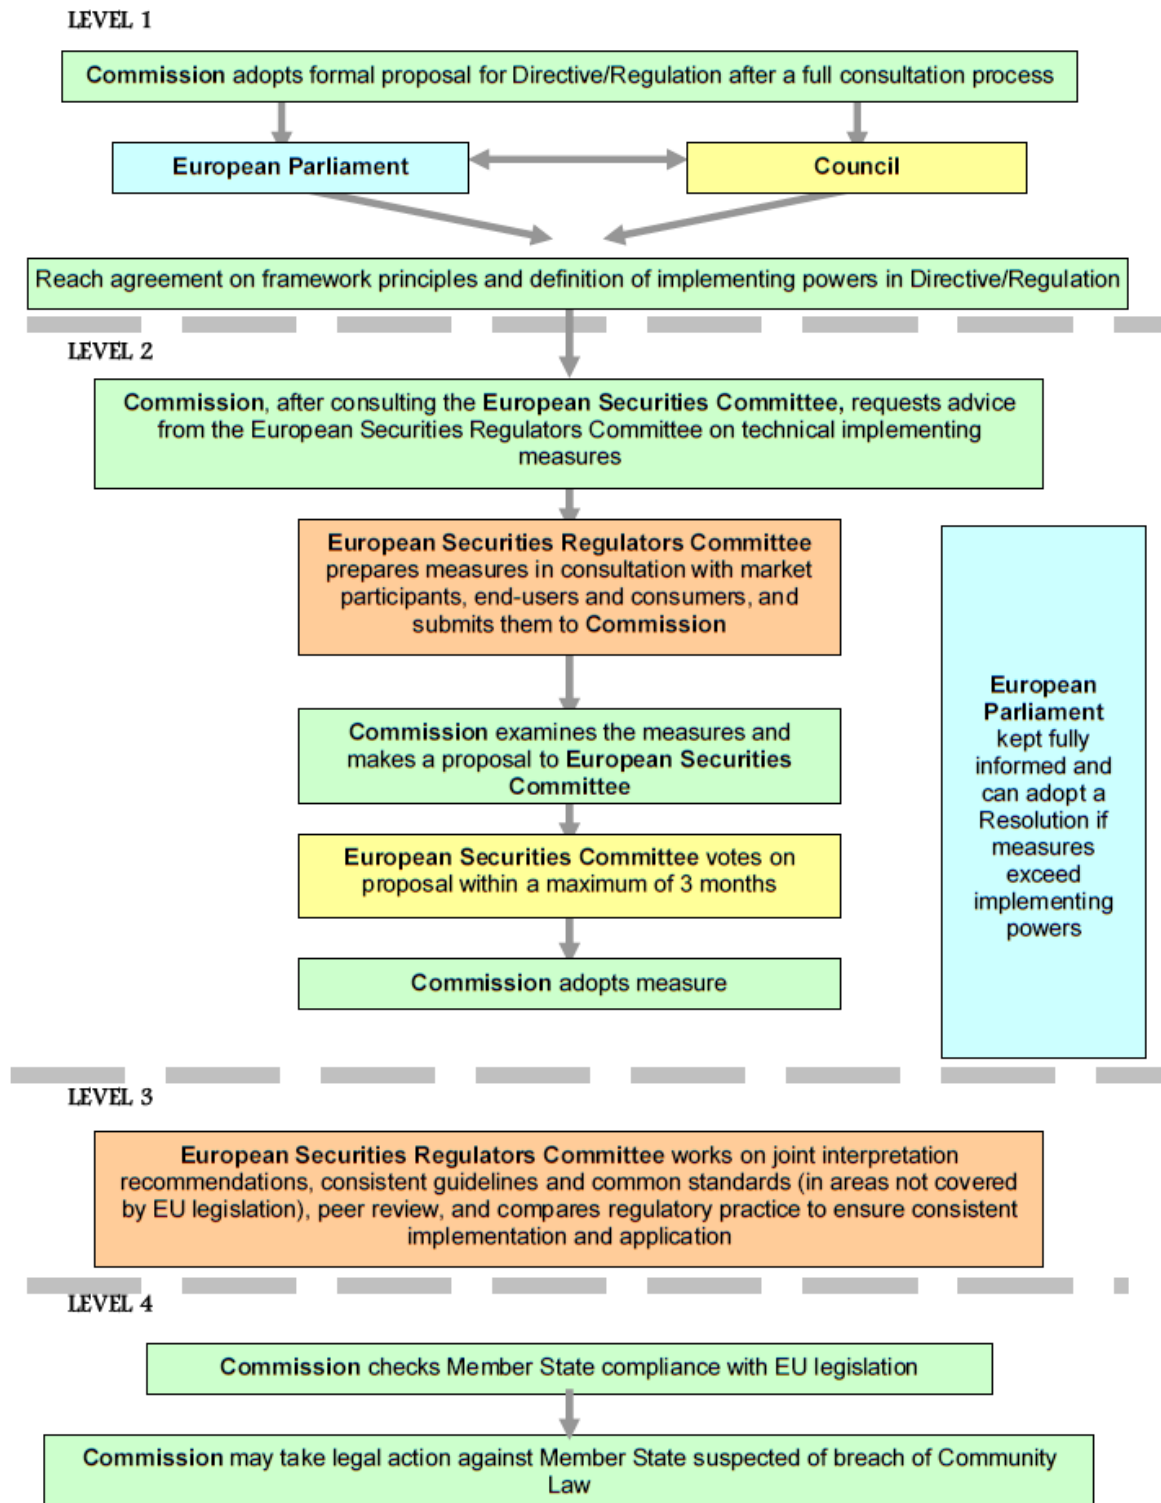 LEVEL 1
Commission adopts formal proposal for Directive/Regulation after a full consultation process
European Parliament
Council
Reach agreement on framework principles and definition of implementing powers in Directive/Regulation
LEVEL 2
Commission, after consulting the European Securities Committee, requests advice
from the European Securities Regulators Committee on technical implementing
measures
European Securities Regulators Committee
prepares measures in consultation with market
participants, end-users and consumers, and
submits them to Commission
Commission examines the measures and
makes a proposal to European Securities
Committee
European Securities Committee votes on
proposal within a maximum of 3 months
Commission adopts measure
European
Parliament
kept fully
informed and
can adopt a
Resolution if
measures
exceed
implementing
powers
LEVEL 3
European Securities Regulators Committee works on joint interpretation
recommendations, consistent guidelines and common standards (in areas not covered
by EU legislation), peer review, and compares regulatory practice to ensure consistent
implementation and application
LEVEL 4
Commission checks Member State compliance with EU legislation
Commission may take legal action against Member State suspected of breach of Community
Law